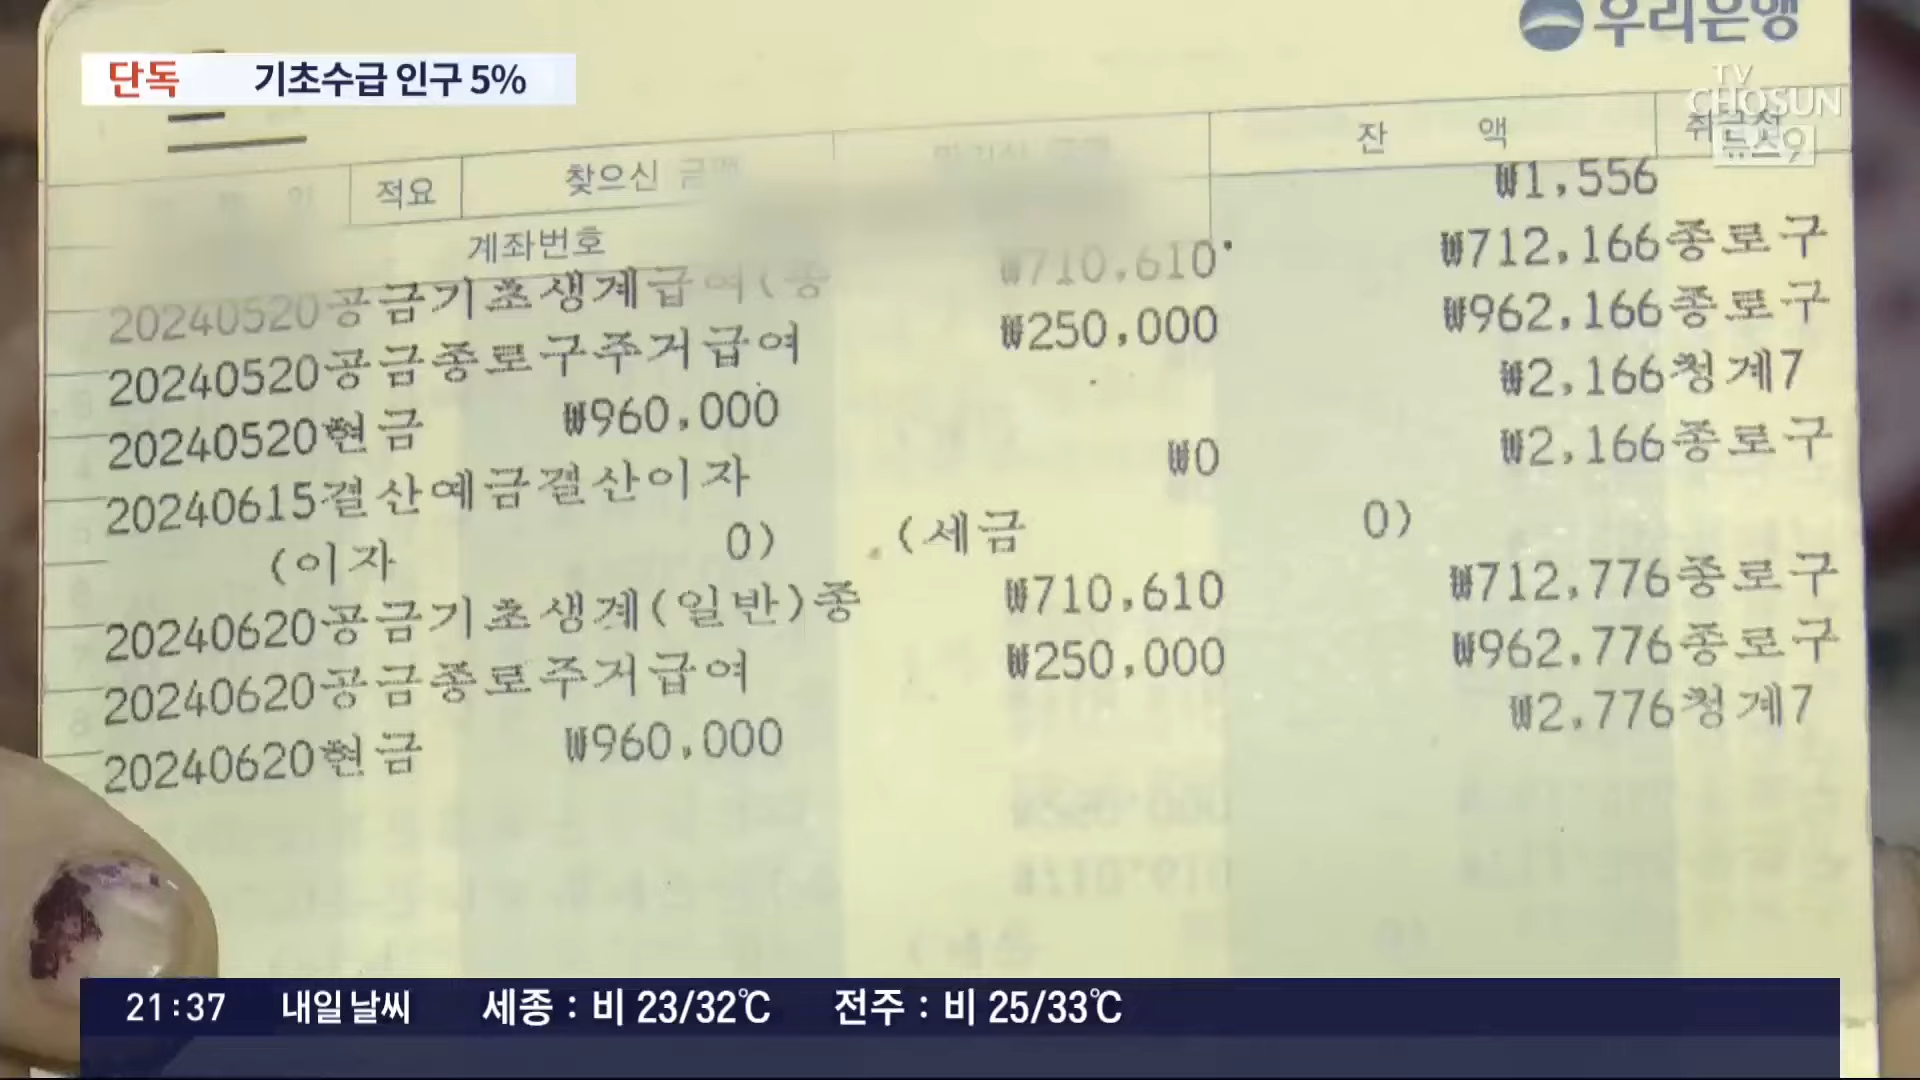 우리은행
단독 기초수급 인구 5%
TV
CHOSUN
뉴스9
잔 액
적요 찾으신 금액
₩1,556
계좌번호
20240520공급기초생계급여(종 ₩710,610 ₩712,166종로구
20240520공금종로구주거급여 ₩250,000 ₩962,166종로구
20240520현금 ₩960,000 ₩2,166청계7
20240615결산예금결산이자 ₩0 ₩2,166종로구
(이자 0) (세금 0)
20240620공금기초생계(일반)종 ₩710,610 ₩712,776종로구
20240620공금종로주거급여 ₩250,000 ₩962,776종로구
20240620현금 ₩960,000 ₩2,776청계7
21:37 내일 날씨 세종 : 비 23/32℃ 전주 : 비 25/33℃